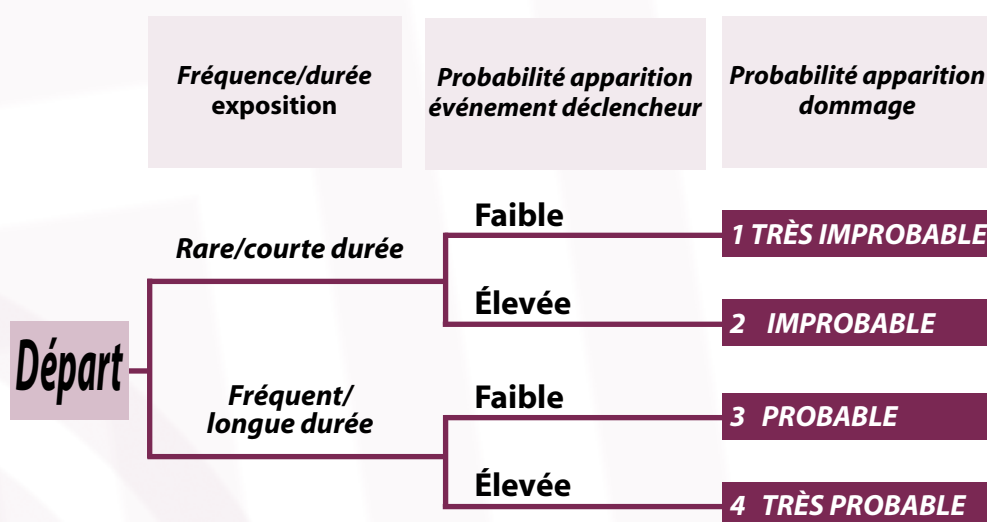 Fréquence/durée
exposition
Probabilité apparition
événement déclencheur
Probabilité apparition
dommage
Départ
Rare/courte durée
Faible
1 TRÈS IMPROBABLE
Élevée
2 IMPROBABLE
Fréquent/
longue durée
Faible
3 PROBABLE
Élevée
4 TRÈS PROBABLE